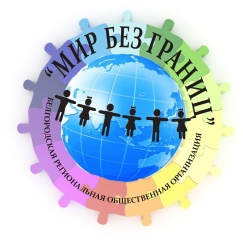 “МИР БЕЗ ГРАНИЦ”
БЕЛГОРОДСКАЯ РЕГИОНАЛЬНАЯ ОБЩЕСТВЕННАЯ ОРГАНИЗАЦИЯ